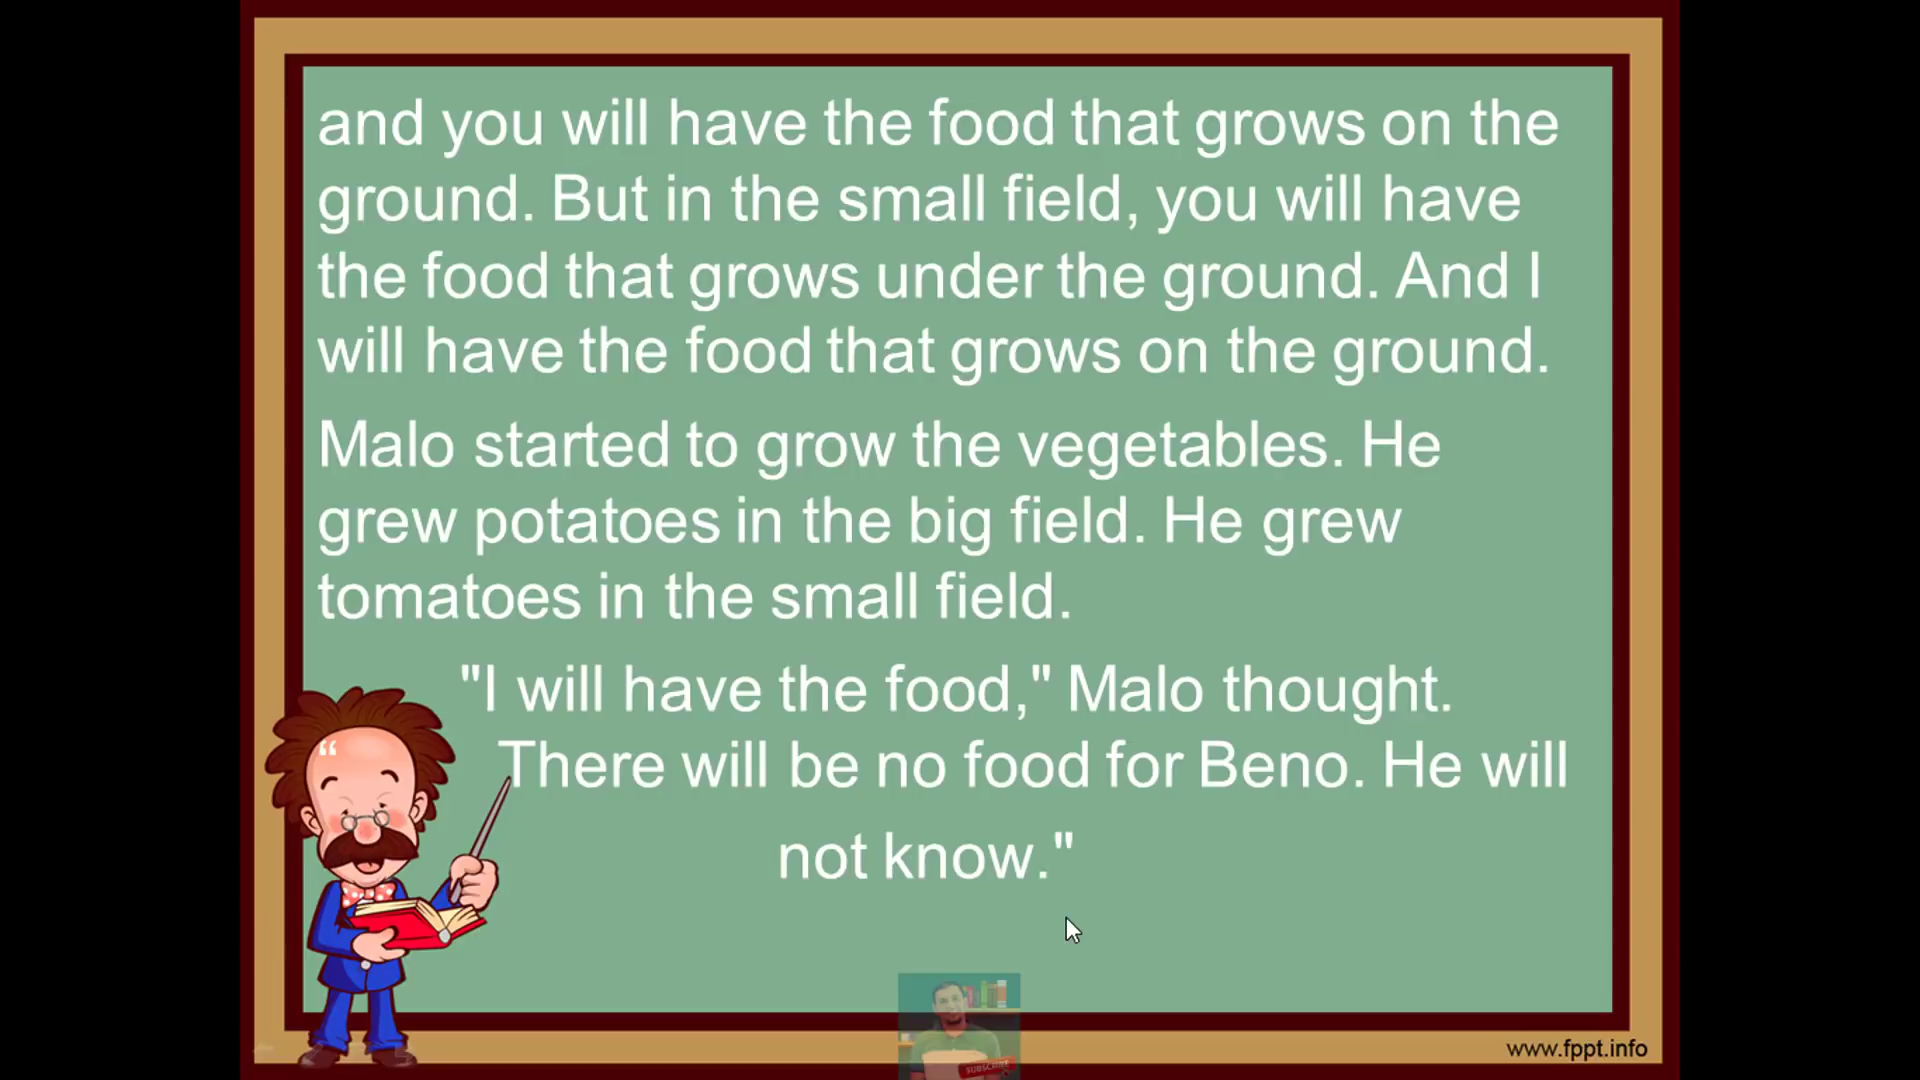 and you will have the food that grows on the
ground. But in the small field, you will have
the food that grows under the ground. And I
will have the food that grows on the ground.
Malo started to grow the vegetables. He
grew potatoes in the big field. He grew
tomatoes in the small field.
"I will have the food," Malo thought.
“ There will be no food for Beno. He will
not know."
SUBSCRIBE
www.fppt.info